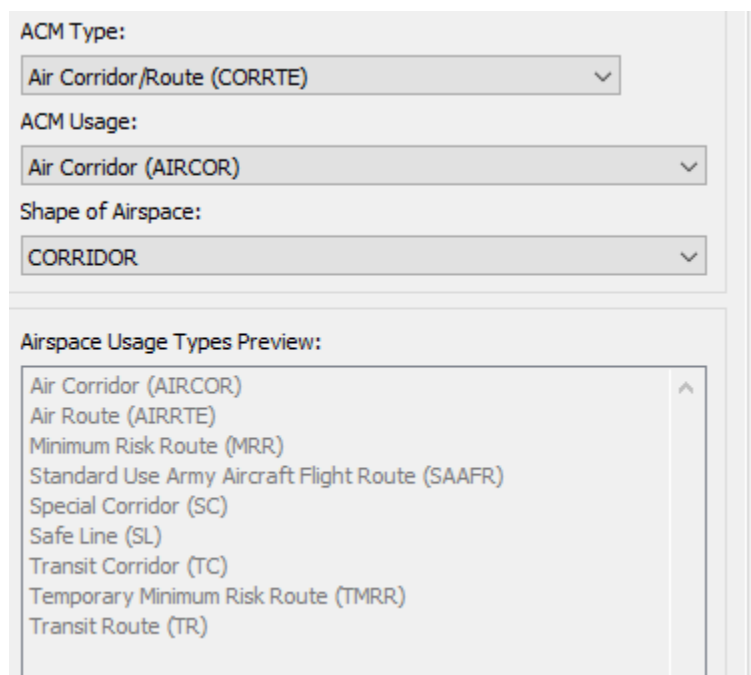 ACM Type:
Air Corridor/Route (CORRTE)
ACM Usage:
Air Corridor (AIRCOR)
Shape of Airspace:
CORRIDOR
Airspace Usage Types Preview:
Air Corridor (AIRCOR)
Air Route (AIRRTE)
Minimum Risk Route (MRR)
Standard Use Army Aircraft Flight Route (SAAFR)
Special Corridor (SC)
Safe Line (SL)
Transit Corridor (TC)
Temporary Minimum Risk Route (TMRR)
Transit Route (TR)